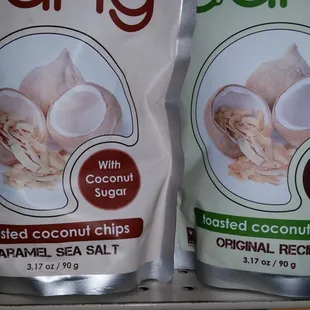 With
Coconut
Sugar
sted coconut chips
ARAMEL SEA SALT
3.17 oz / 90 g
toasted coconut
ORIGINAL RECI
3.17 oz / 90 g